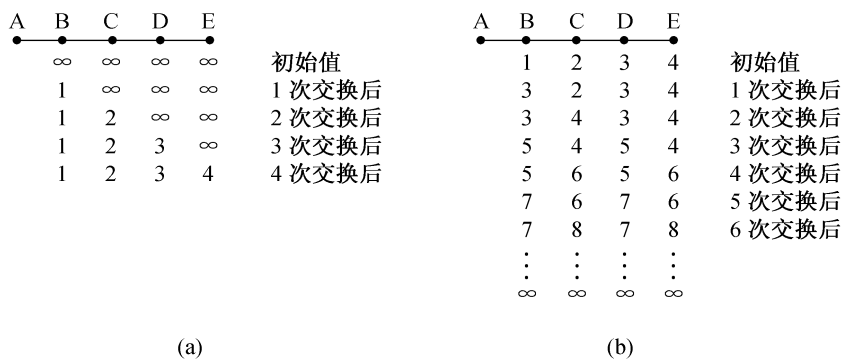 A B C D E
∞ ∞ ∞ ∞ 初始值
1 ∞ ∞ ∞ 1 次交换后
1 2 ∞ ∞ 2 次交换后
1 2 3 ∞ 3 次交换后
1 2 3 4 4 次交换后
(a)
A B C D E
1 2 3 4 初始值
3 2 3 4 1 次交换后
3 4 3 4 2 次交换后
5 4 5 4 3 次交换后
5 6 5 6 4 次交换后
7 6 7 6 5 次交换后
7 8 7 8 6 次交换后
⋮ ⋮ ⋮ ⋮
∞ ∞ ∞ ∞
(b)